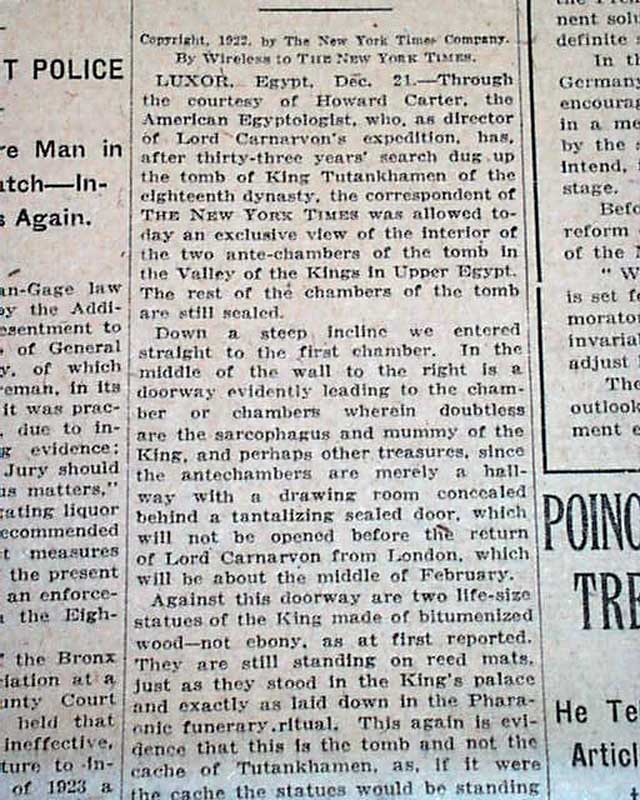 T POLICE
re Man in
atch—In-
s Again.
an-Gage law
by the Addi-
esentment to
of General
y, of which
reman, in its
it was prac-
, due to in-
g evidence:
Jury should
us matters,"
gating liquor
ecommended
t measures
the present
an enforce-
n the Eigh-
f the Bronx
riation at a
unty Court
held that
ineffective,
ture to in-
of 1923 a
Copyright, 1922, by The New York Times Company.
By Wireless to THE NEW YORK TIMES.
LUXOR, Egypt, Dec. 21.—Through
the courtesy of Howard Carter, the
American Egyptologist, who, as director
of Lord Carnarvon's expedition, has,
after thirty-three years' search dug up
the tomb of King Tutankhamen of the
eighteenth dynasty, the correspondent of
THE NEW YORK TIMES was allowed to-
day an exclusive view of the interior of
the two ante-chambers of the tomb in
the Valley of the Kings in Upper Egypt.
The rest of the chambers of the tomb
are still sealed.
Down a steep incline we entered
straight to the first chamber. In the
middle of the wall to the right is a
doorway evidently leading to the cham-
ber or chambers wherein doubtless
are the sarcophagus and mummy of the
King, and perhaps other treasures, since
the antechambers are merely a hall-
way with a drawing room concealed
behind a tantalizing sealed door, which
will not be opened before the return
of Lord Carnarvon from London, which
will be about the middle of February.
Against this doorway are two life-size
statues of the King made of bitumenized
wood—not ebony, as at first reported.
They are still standing on reed mats,
just as they stood in the King's palace
and exactly as laid down in the Phara-
onic funerary ritual. This again is evi-
dence that this is the tomb and not the
cache of Tutankhamen, as, if it were
the cache the statues would be standing
nent solu
definite
In th
Germany
encourag
in a me
by the
intend,
stage.
Befo
reform
of the
"W
is set f
morator
invaria
adjust
The
outlook
ment e
POINC
TRE
He Te
Articl